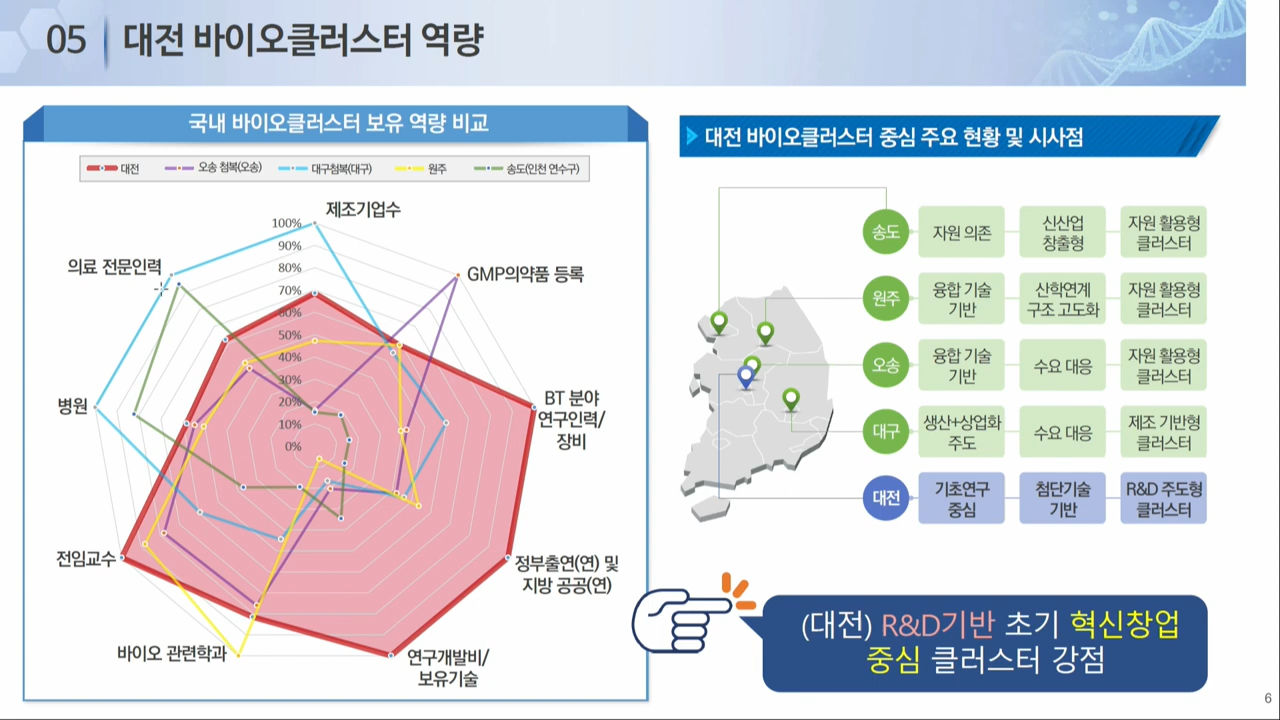 05 대전 바이오클러스터 역량
국내 바이오클러스터 보유 역량 비교
대전 오송 첨복(오송) 대구첨복(대구) 원주 송도(인천 연수구)
제조기업수
GMP의약품 등록
BT 분야
연구인력/
장비
정부출연(연) 및
지방 공공(연)
연구개발비/
보유기술
바이오 관련학과
전임교수
병원
의료 전문인력
100%
90%
80%
70%
60%
50%
40%
30%
20%
10%
0%
대전 바이오클러스터 중심 주요 현황 및 시사점
송도 자원 의존 신산업 창출형 자원 활용형 클러스터
원주 융합 기술 기반 산학연계 구조 고도화 자원 활용형 클러스터
오송 융합 기술 기반 수요 대응 자원 활용형 클러스터
대구 생산+상업화 주도 수요 대응 제조 기반형 클러스터
대전 기초연구 중심 첨단기술 기반 R&D 주도형 클러스터
(대전) R&D기반 초기 혁신창업
중심 클러스터 강점
6